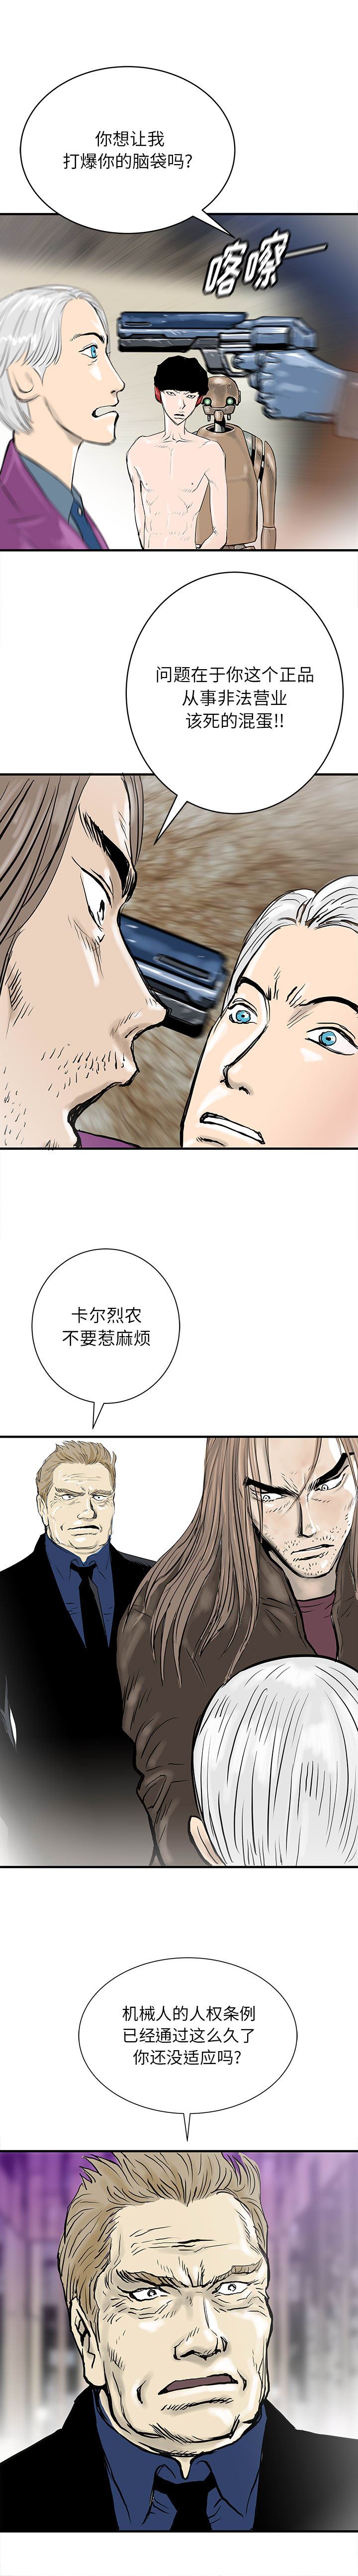 你想让我
打爆你的脑袋吗?
喀嚓
问题在于你这个正品
从事非法营业
该死的混蛋!!
卡尔烈农
不要惹麻烦
机械人的人权条例
已经通过这么久了
你还没适应吗?